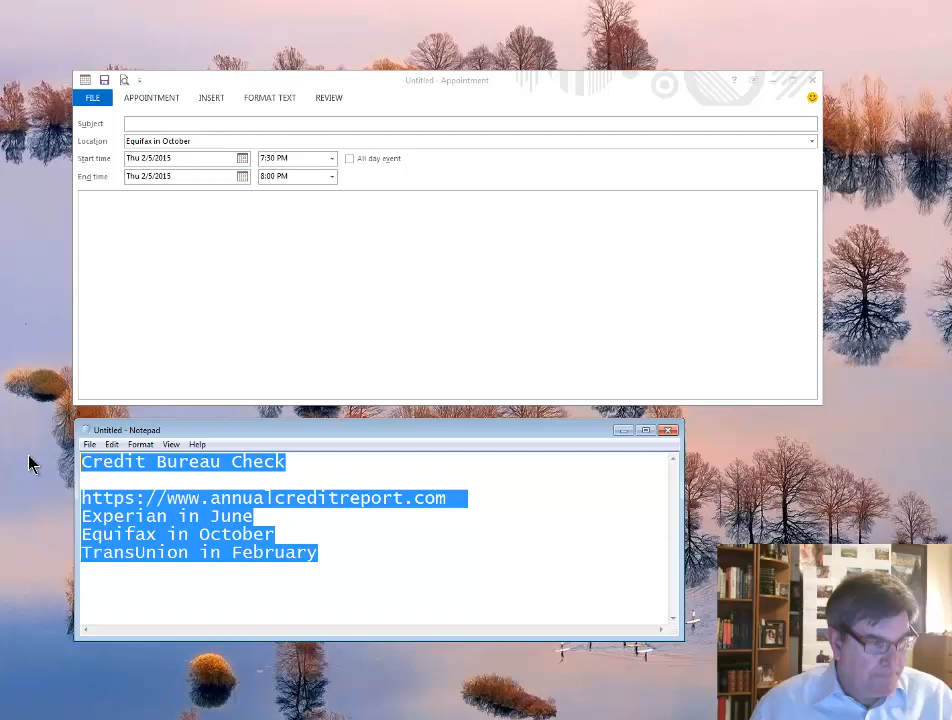 Untitled - Appointment
FILE APPOINTMENT INSERT FORMAT TEXT REVIEW
Subject
Location Equifax in October
Start time Thu 2/5/2015 7:30 PM All day event
End time Thu 2/5/2015 8:00 PM
Untitled - Notepad
File Edit Format View Help
Credit Bureau Check
https://www.annualcreditreport.com
Experian in June
Equifax in October
TransUnion in February